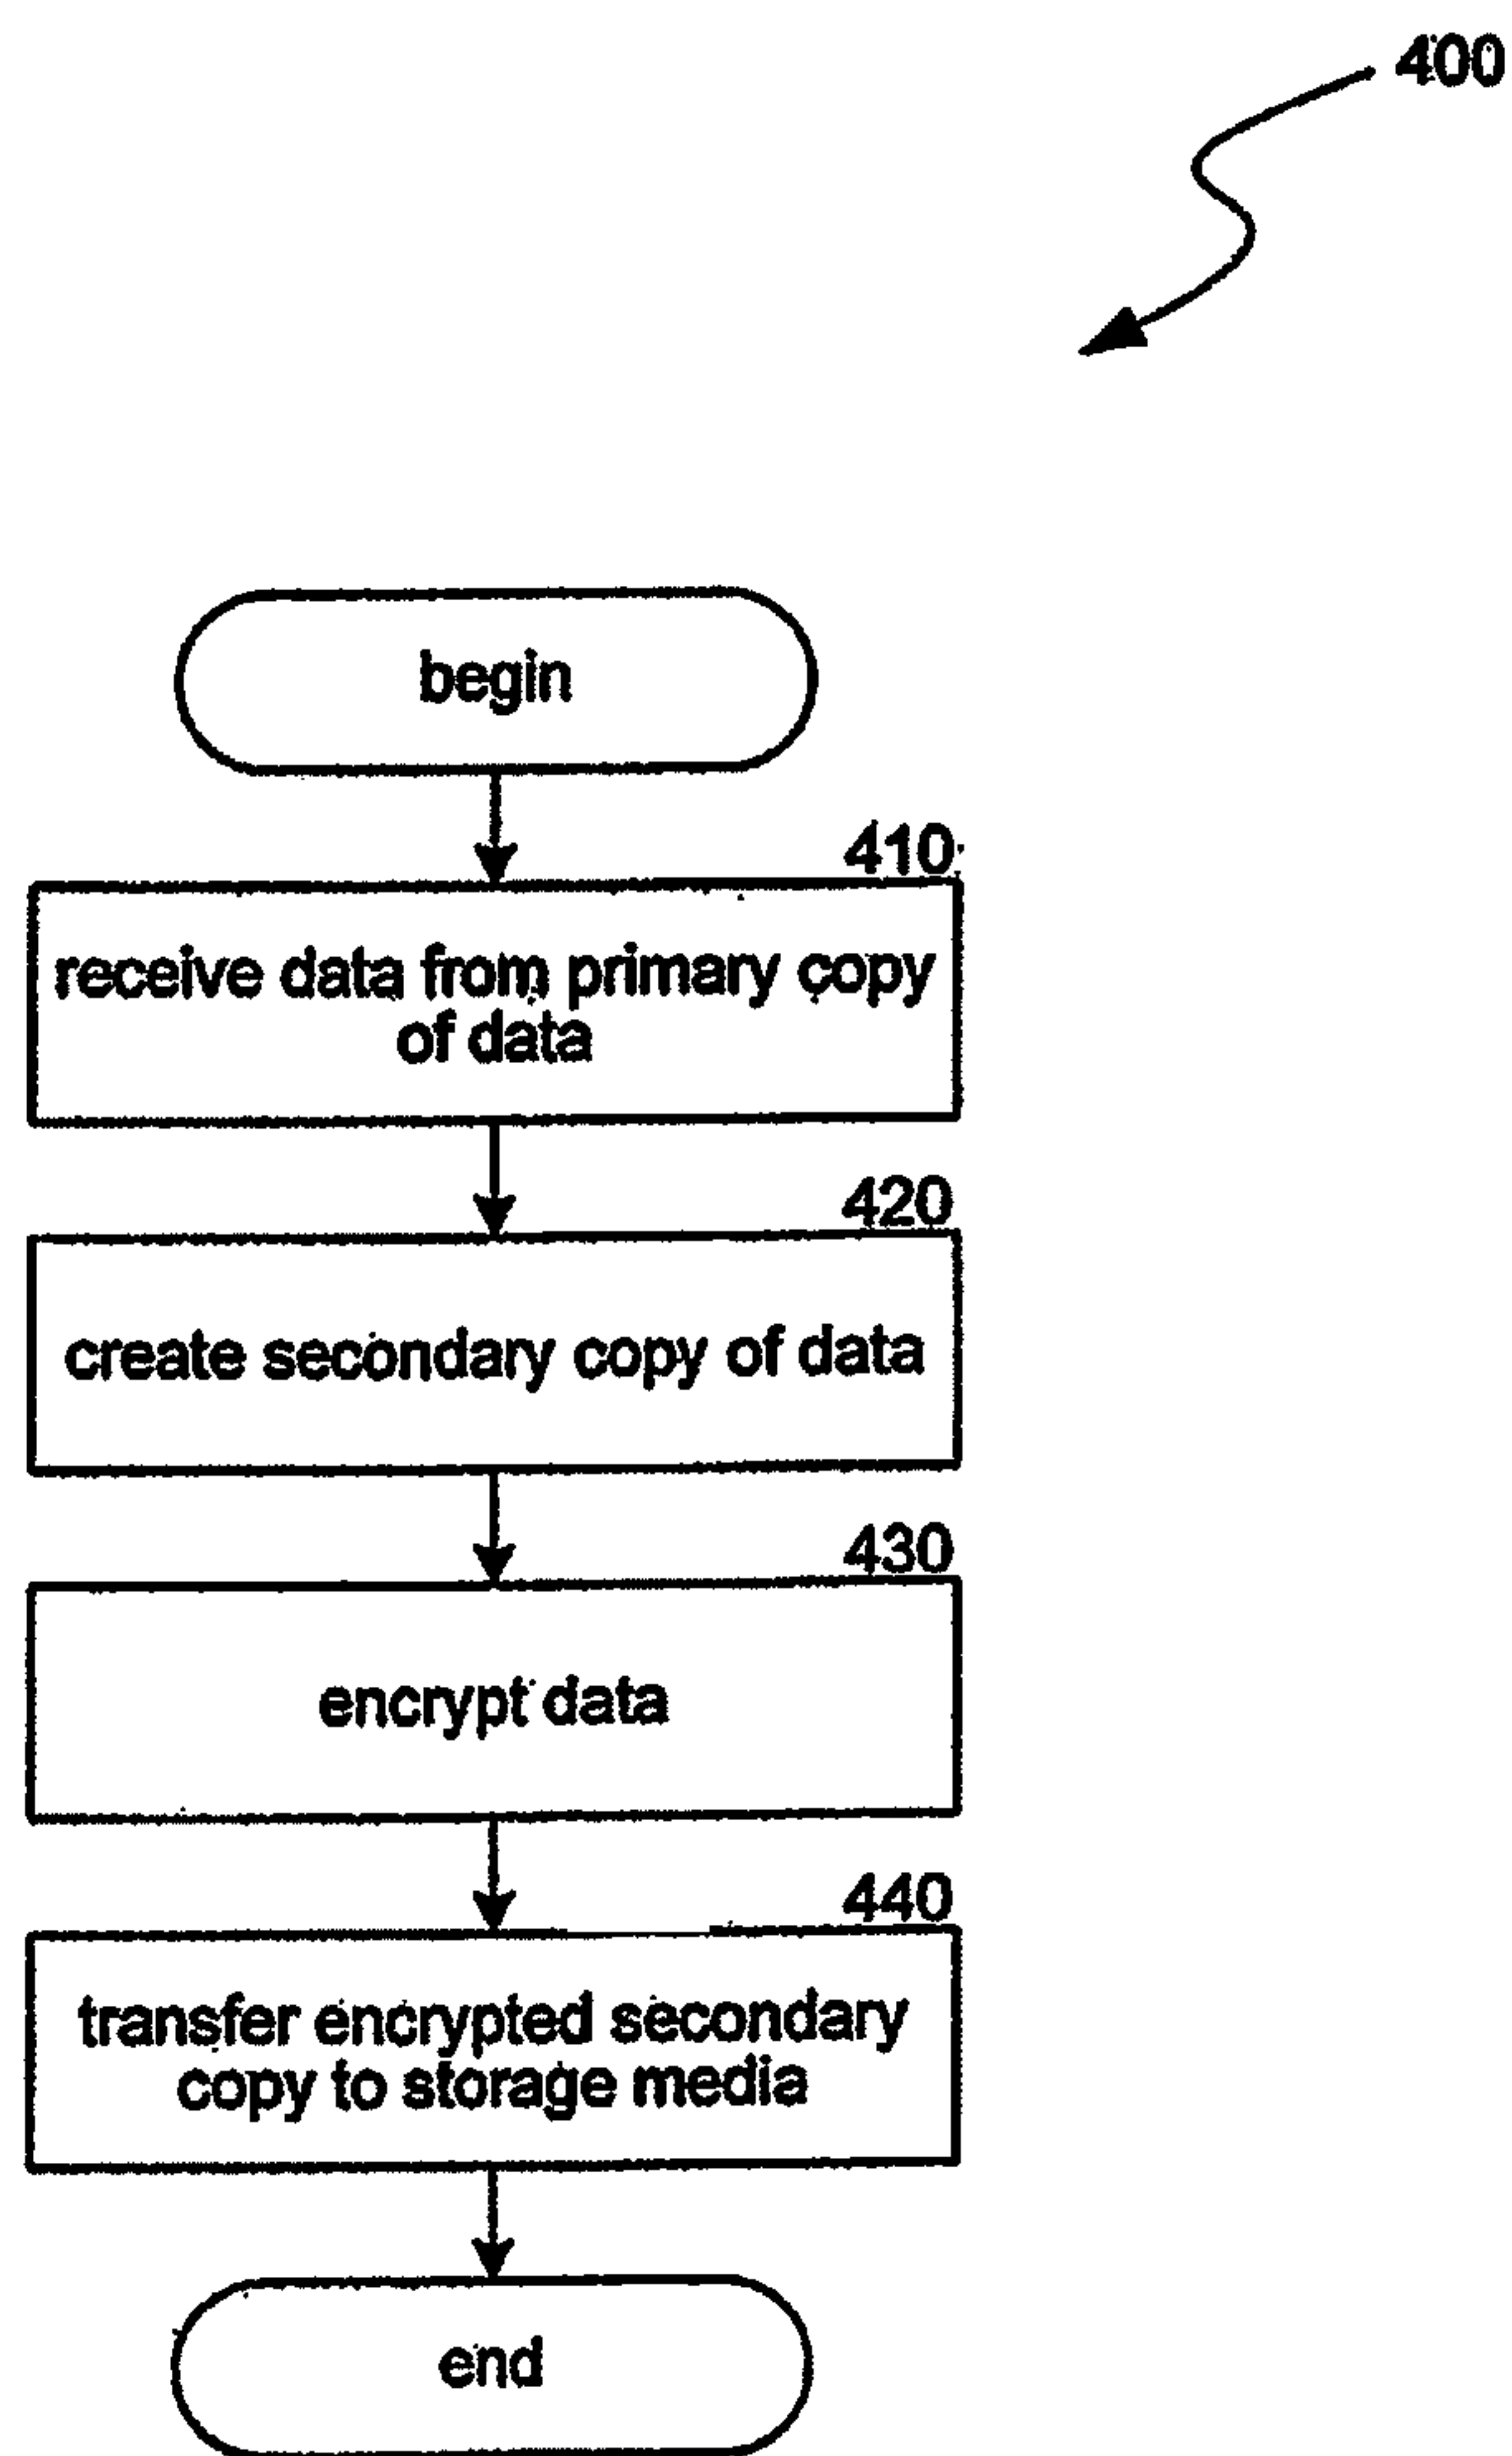 400
begin
410
receive data from primary copy
of data
420
create secondary copy of data
430
encrypt data
440
transfer encrypted secondary
copy to storage media
end